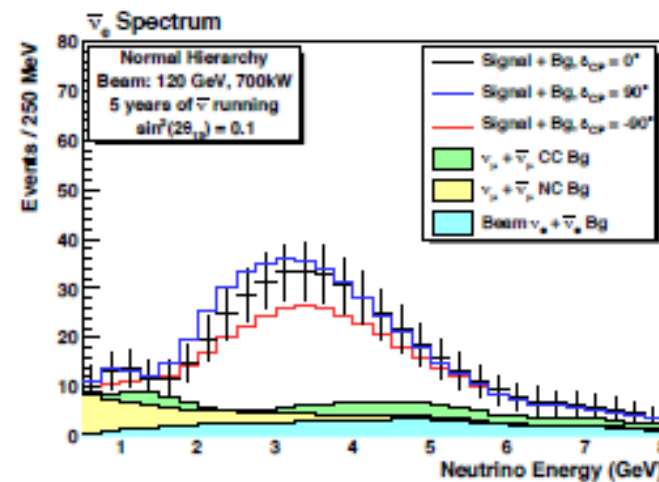 ν̅ₑ Spectrum
Events / 250 MeV
80
70
60
50
40
30
20
10
0
Normal Hierarchy
Beam: 120 GeV, 700kW
5 years of ν̅ running
sin²(2θ₁₃) = 0.1
Signal + Bg, δCP = 0°
Signal + Bg, δCP = 90°
Signal + Bg, δCP = -90°
νμ + ν̅μ CC Bg
νμ + ν̅μ NC Bg
Beam νₑ + ν̅ₑ Bg
1 2 3 4 5 6 7 8
Neutrino Energy (GeV)